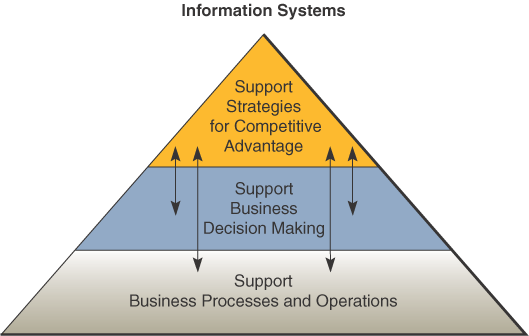 Information Systems
Support
Strategies
for Competitive
Advantage
Support
Business
Decision Making
Support
Business Processes and Operations